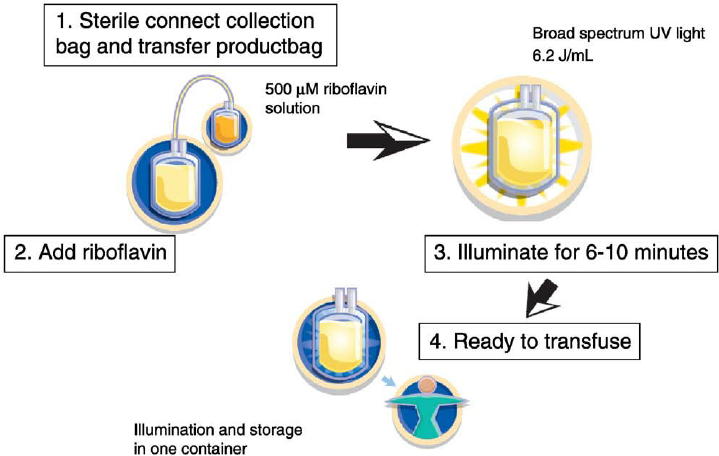 1. Sterile connect collection
bag and transfer productbag
500 µM riboflavin
solution
Broad spectrum UV light
6.2 J/mL
2. Add riboflavin
3. Illuminate for 6-10 minutes
4. Ready to transfuse
Illumination and storage
in one container